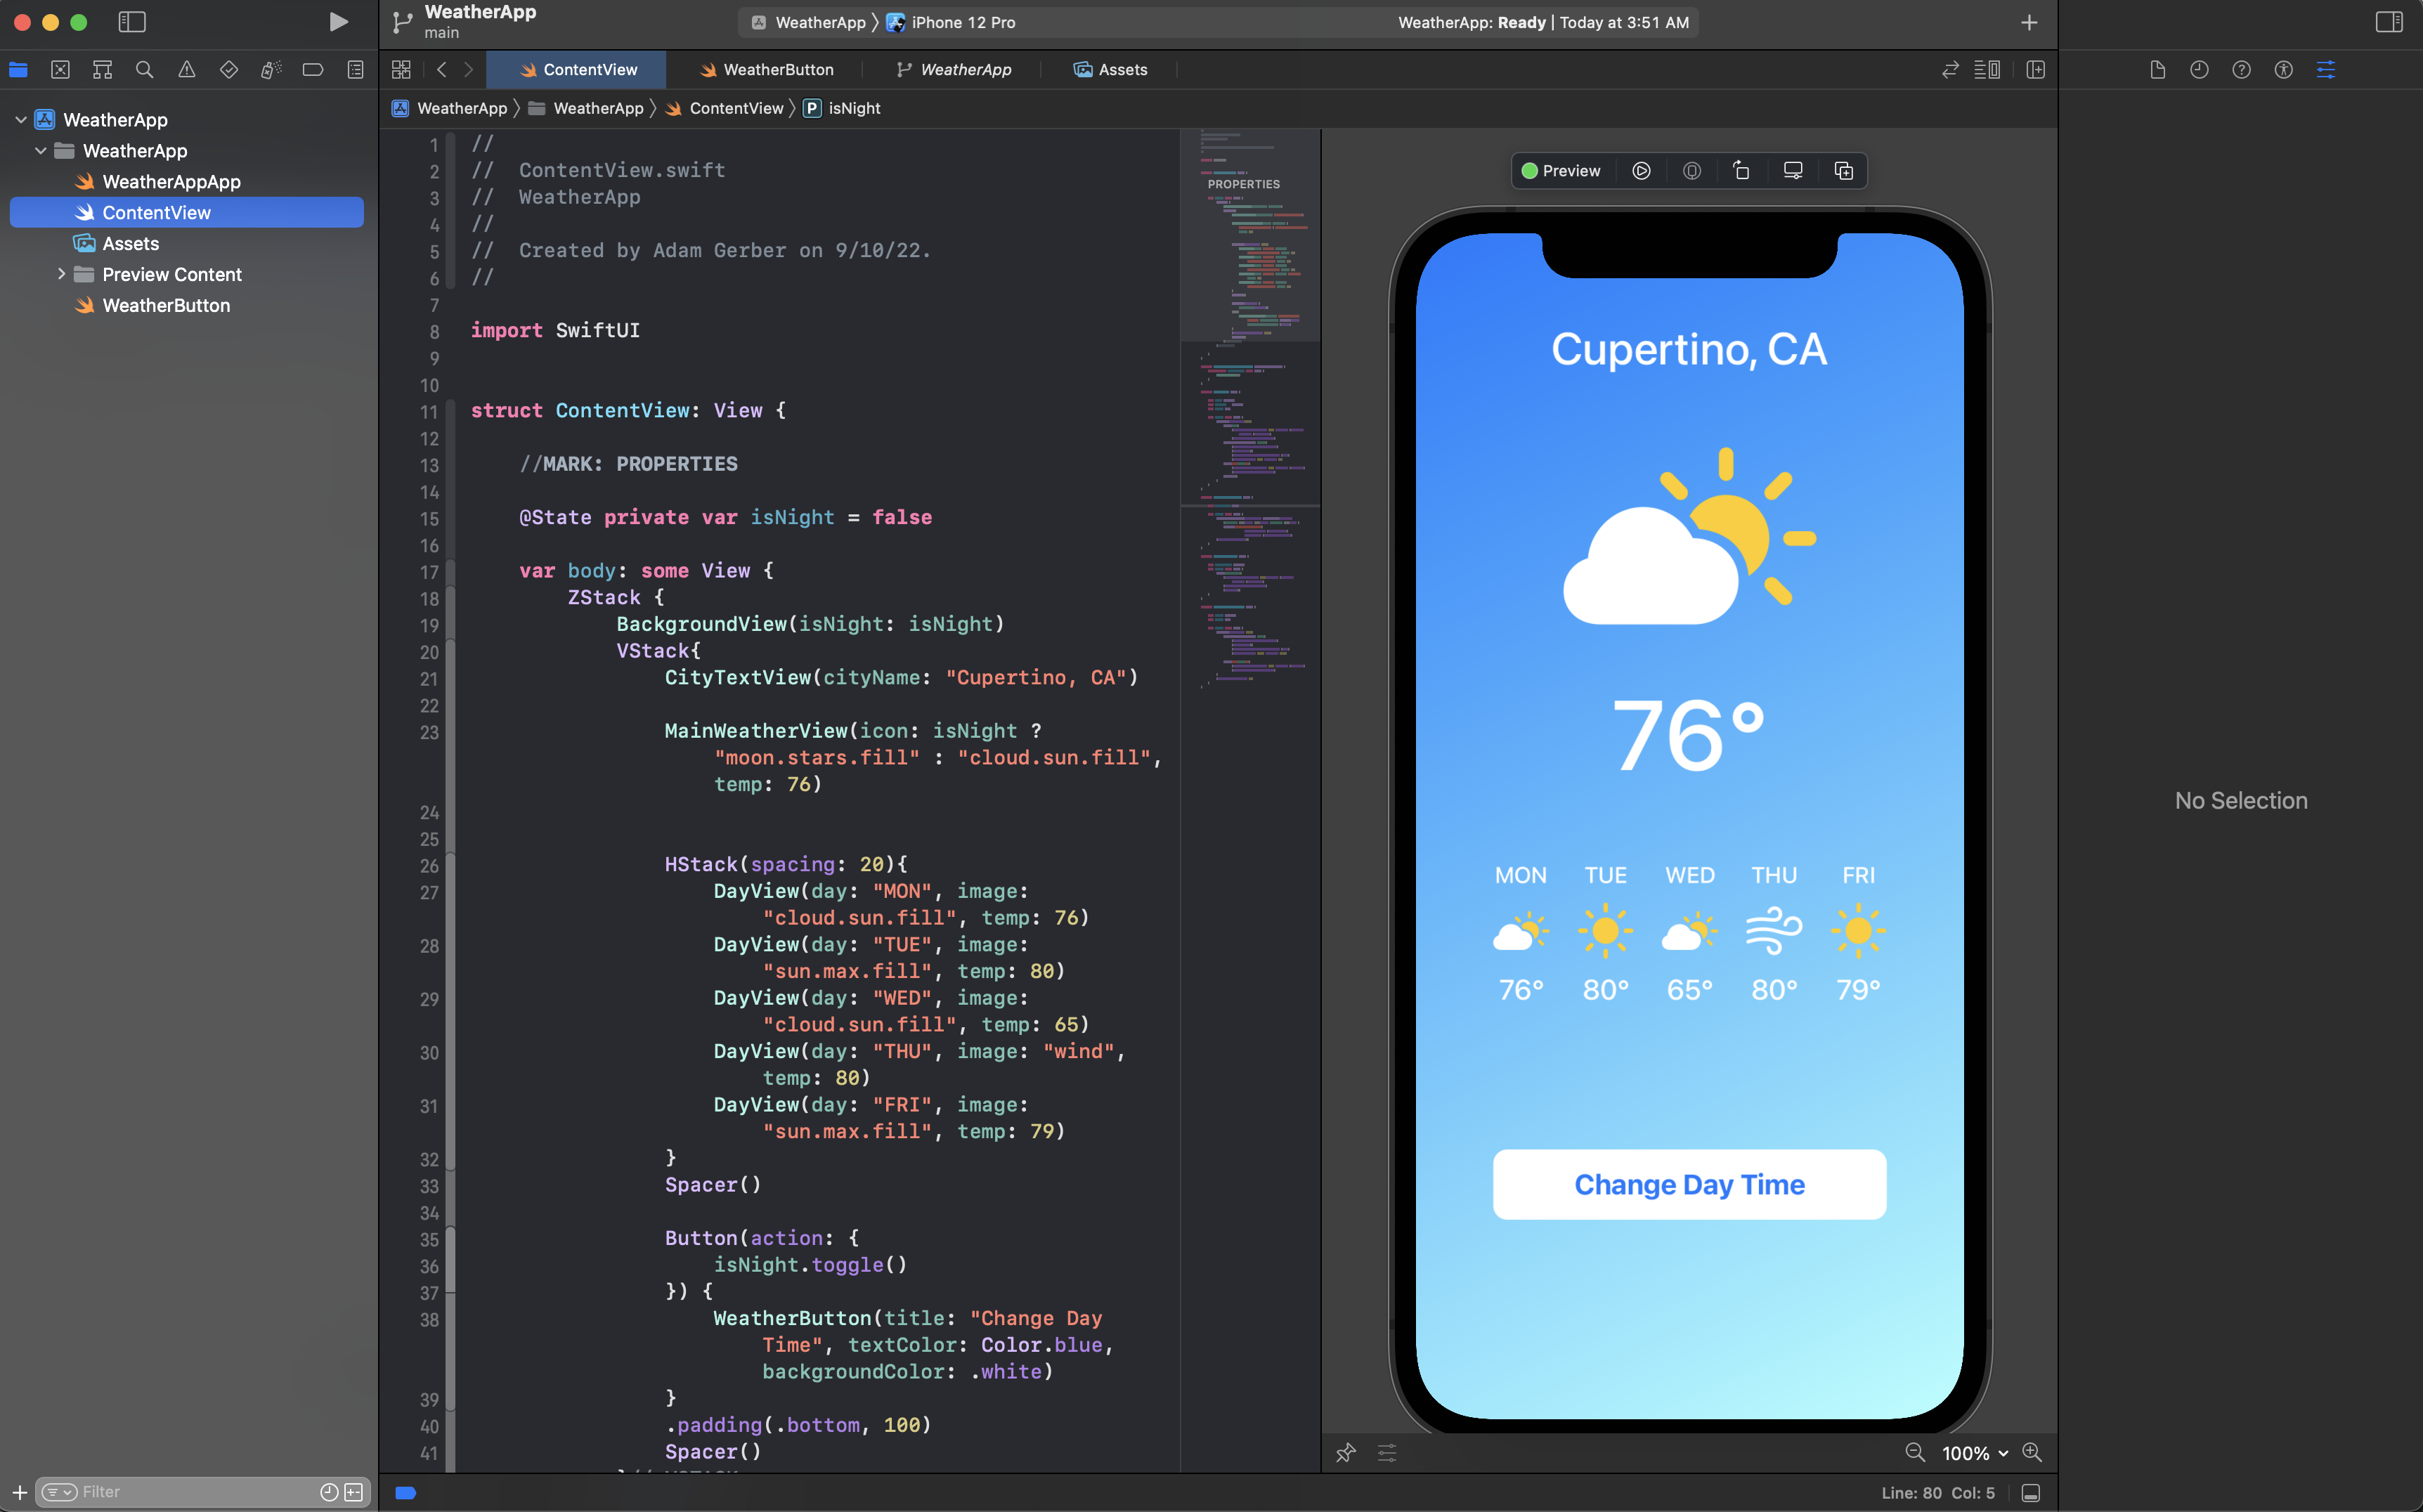 WeatherApp
main
WeatherApp
iPhone 12 Pro
WeatherApp: Ready | Today at 3:51 AM
ContentView
WeatherButton
WeatherApp
Assets
WeatherApp
WeatherApp
WeatherAppApp
ContentView
Assets
Preview Content
WeatherButton
WeatherApp
WeatherApp
ContentView
P isNight
1 //
2 //  ContentView.swift
3 //  WeatherApp
4 //
5 //  Created by Adam Gerber on 9/10/22.
6 //
7
8 import SwiftUI
9
10
11 struct ContentView: View {
12
13     //MARK: PROPERTIES
14
15     @State private var isNight = false
16
17     var body: some View {
18         ZStack {
19             BackgroundView(isNight: isNight)
20             VStack{
21                 CityTextView(cityName: "Cupertino, CA")
22
23                 MainWeatherView(icon: isNight ?
"moon.stars.fill" : "cloud.sun.fill",
temp: 76)
24
25
26                 HStack(spacing: 20){
27                     DayView(day: "MON", image:
"cloud.sun.fill", temp: 76)
28                     DayView(day: "TUE", image:
"sun.max.fill", temp: 80)
29                     DayView(day: "WED", image:
"cloud.sun.fill", temp: 65)
30                     DayView(day: "THU", image: "wind",
temp: 80)
31                     DayView(day: "FRI", image:
"sun.max.fill", temp: 79)
32                 }
33                 Spacer()
34
35                 Button(action: {
36                     isNight.toggle()
37                 }) {
38                     WeatherButton(title: "Change Day
Time", textColor: Color.blue,
backgroundColor: .white)
39                 }
40                 .padding(.bottom, 100)
41                 Spacer()
PROPERTIES
Preview
Cupertino, CA
76°
MON TUE WED THU FRI
76° 80° 65° 80° 79°
Change Day Time
No Selection
100%
Filter
Line: 80 Col: 5